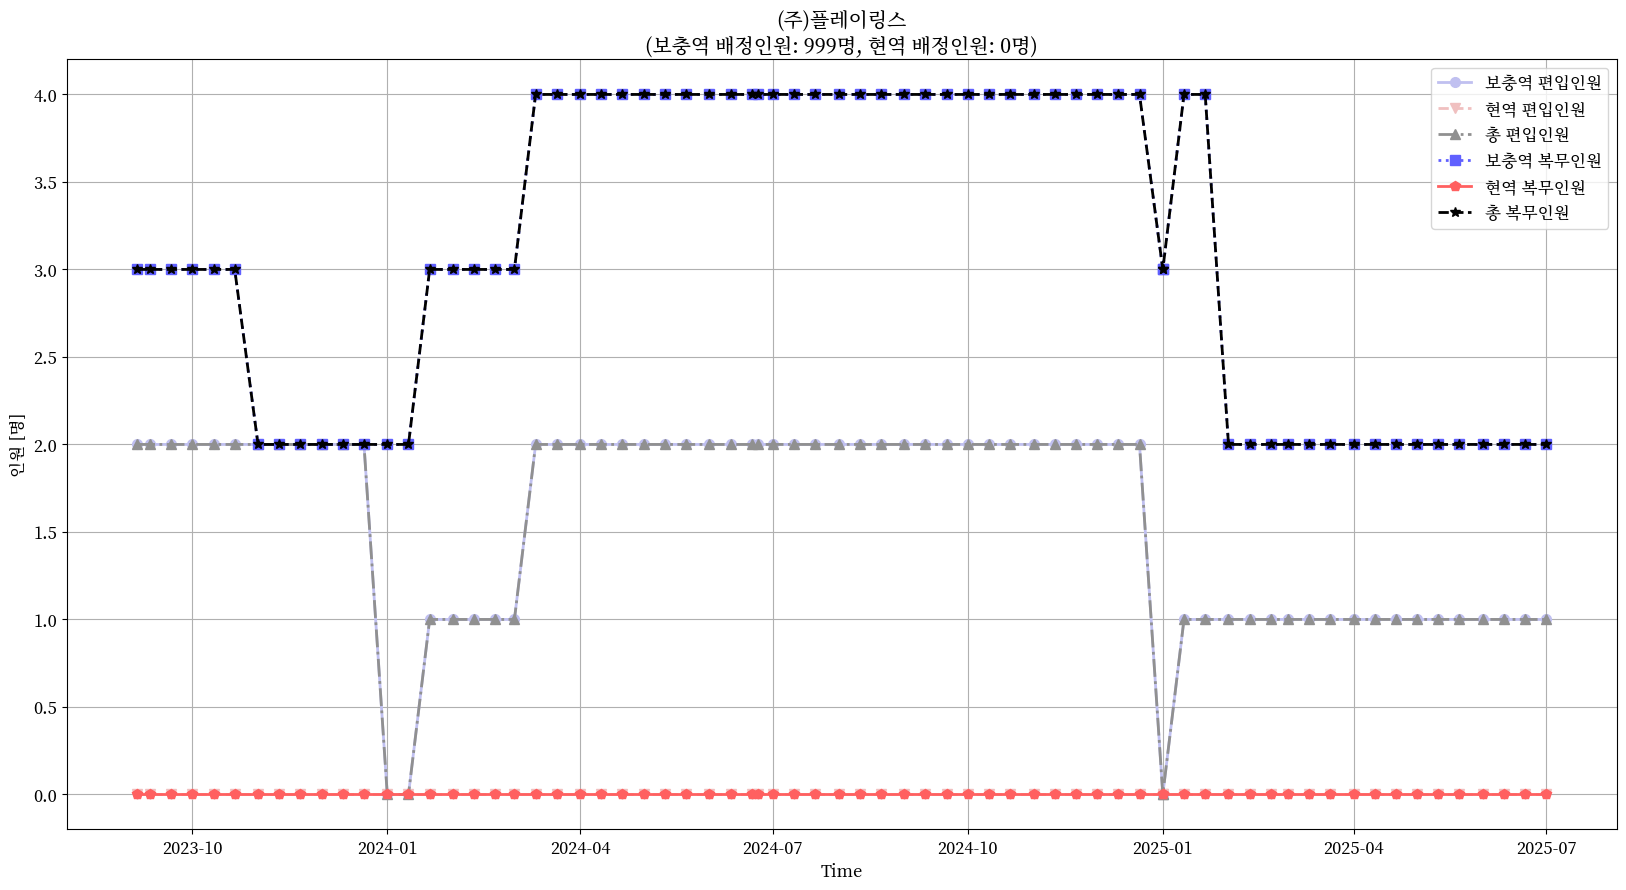 (주)플레이링스
(보충역 배정인원: 999명, 현역 배정인원: 0명)
보충역 편입인원
현역 편입인원
총 편입인원
보충역 복무인원
현역 복무인원
총 복무인원
인원 [명]
4.0
3.5
3.0
2.5
2.0
1.5
1.0
0.5
0.0
2023-10 2024-01 2024-04 2024-07 2024-10 2025-01 2025-04 2025-07
Time